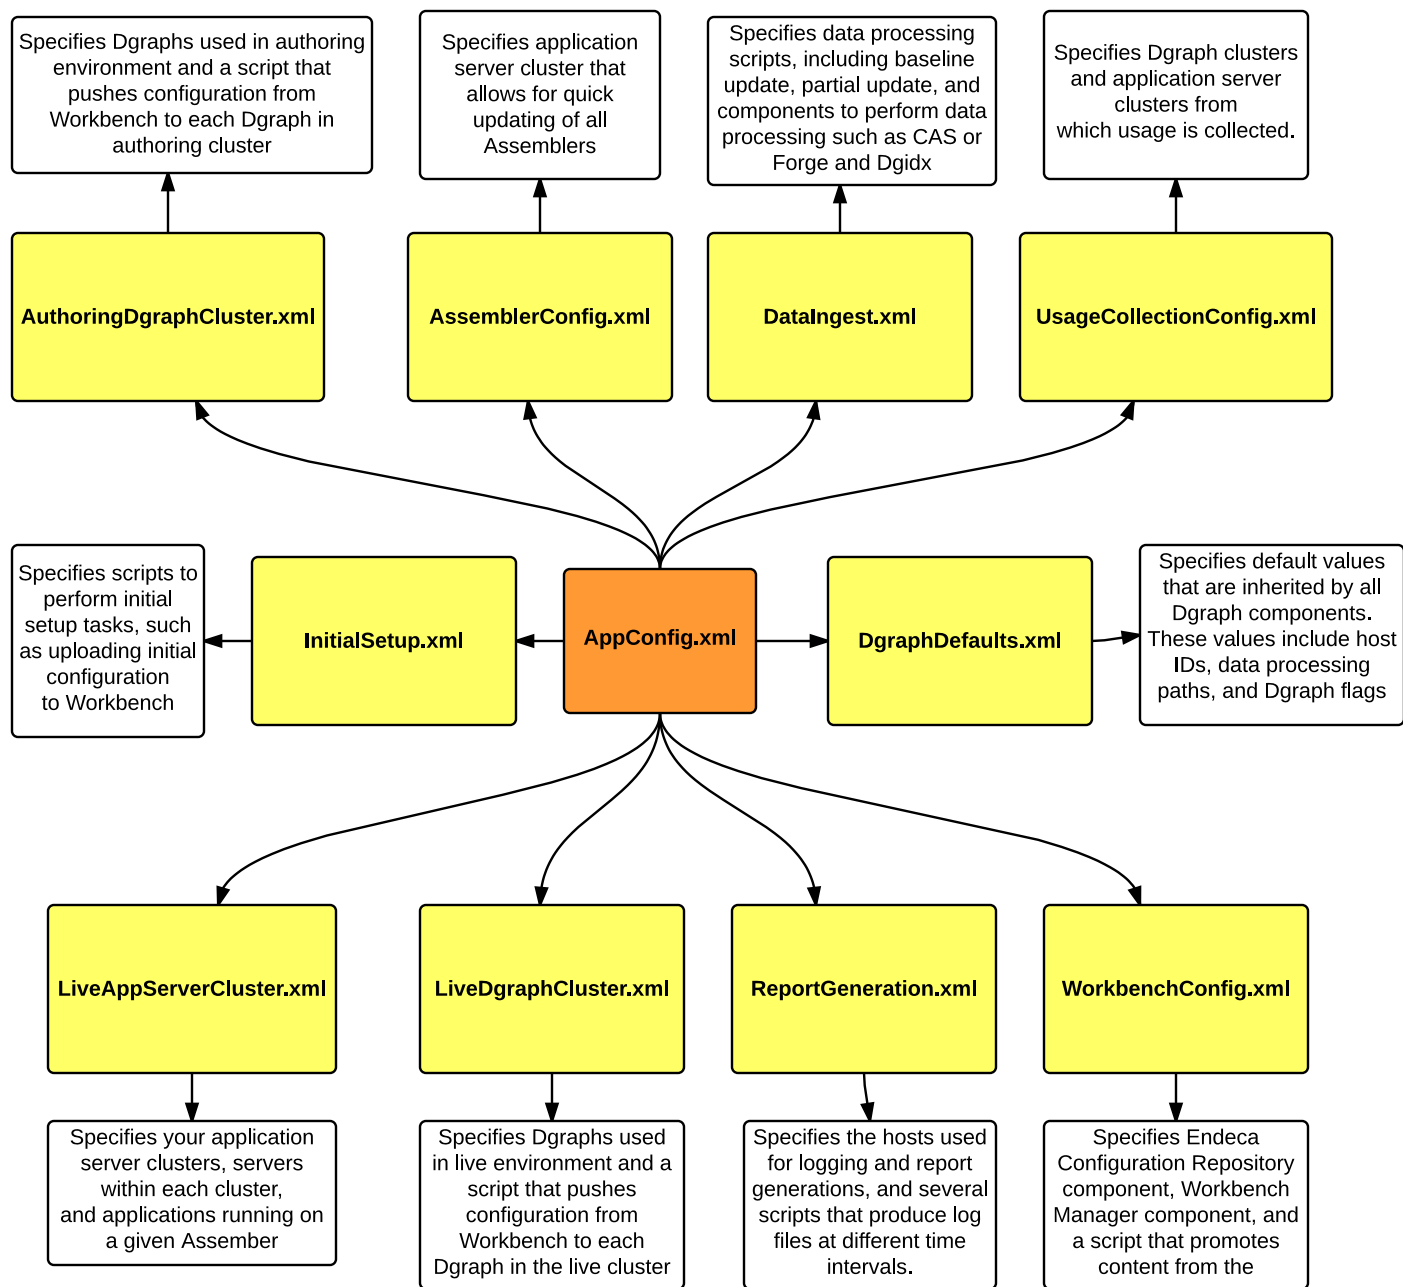 Specifies Dgraphs used in authoring
environment and a script that
pushes configuration from
Workbench to each Dgraph in
authoring cluster
Specifies application
server cluster that
allows for quick
updating of all
Assemblers
Specifies data processing
scripts, including baseline
update, partial update, and
components to perform data
processing such as CAS or
Forge and Dgidx
Specifies Dgraph clusters
and application server
clusters from
which usage is collected.
AuthoringDgraphCluster.xml
AssemblerConfig.xml
DataIngest.xml
UsageCollectionConfig.xml
Specifies scripts to
perform initial
setup tasks, such
as uploading initial
configuration
to Workbench
InitialSetup.xml
AppConfig.xml
DgraphDefaults.xml
Specifies default values
that are inherited by all
Dgraph components.
These values include host
IDs, data processing
paths, and Dgraph flags
LiveAppServerCluster.xml
LiveDgraphCluster.xml
ReportGeneration.xml
WorkbenchConfig.xml
Specifies your application
server clusters, servers
within each cluster,
and applications running on
a given Assember
Specifies Dgraphs used
in live environment and a
script that pushes
configuration from
Workbench to each
Dgraph in the live cluster
Specifies the hosts used
for logging and report
generations, and several
scripts that produce log
files at different time
intervals.
Specifies Endeca
Configuration Repository
component, Workbench
Manager component, and
a script that promotes
content from the